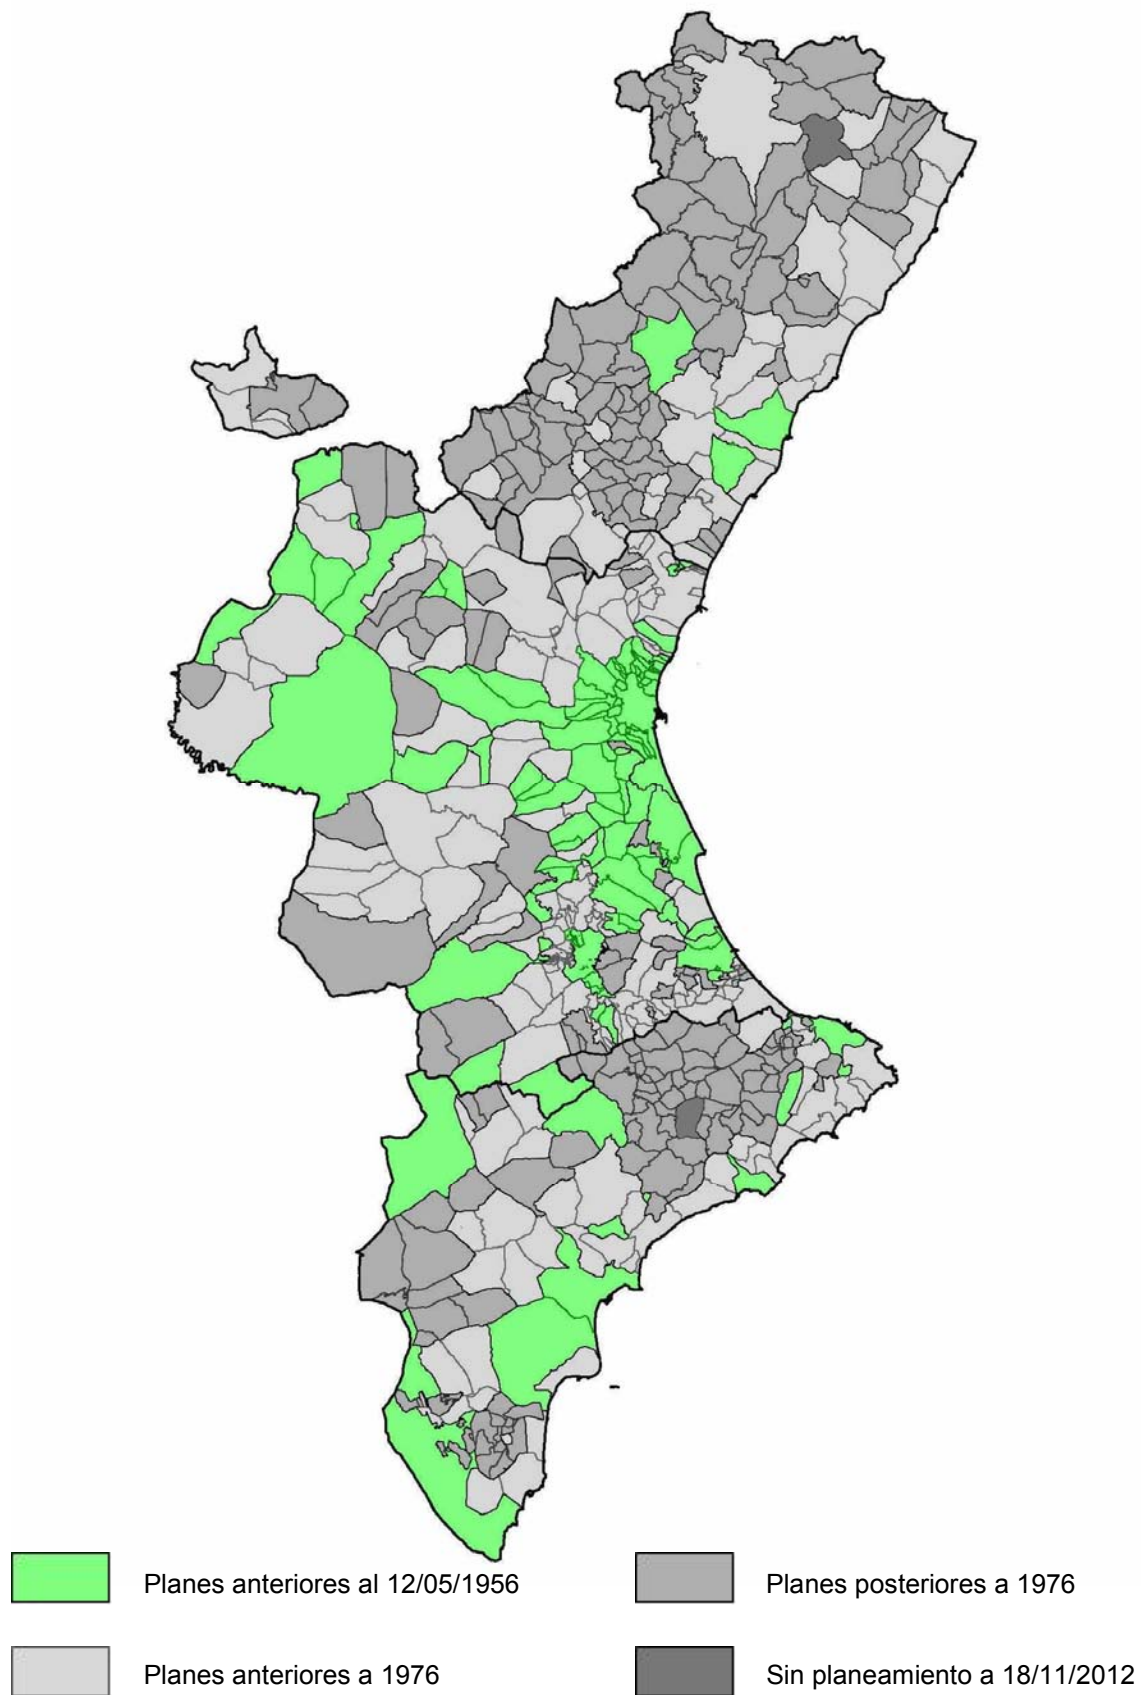 Planes anteriores al 12/05/1956
Planes posteriores a 1976
Planes anteriores a 1976
Sin planeamiento a 18/11/2012